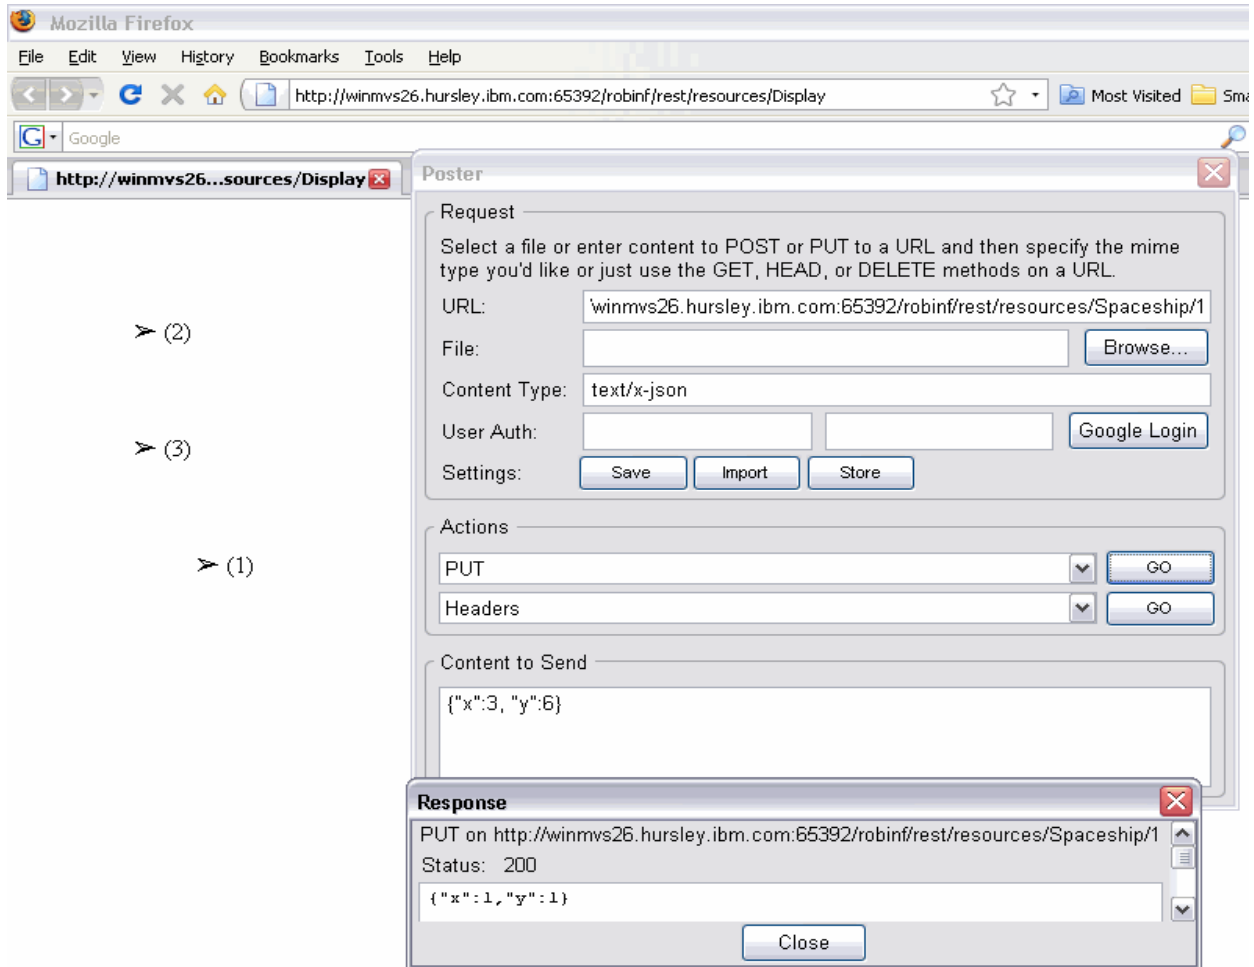 Mozilla Firefox
File Edit View History Bookmarks Tools Help
http://winmvs26.hursley.ibm.com:65392/robinf/rest/resources/Display
Most Visited
Sma
G
Google
http://winmvs26...sources/Display
Poster
Request
Select a file or enter content to POST or PUT to a URL and then specify the mime
type you'd like or just use the GET, HEAD, or DELETE methods on a URL.
URL: winmvs26.hursley.ibm.com:65392/robinf/rest/resources/Spaceship/1
➢ (2)
File: Browse...
Content Type: text/x-json
User Auth: Google Login
➢ (3)
Settings: Save Import Store
Actions
➢ (1)
PUT GO
Headers GO
Content to Send
{"x":3, "y":6}
Response
PUT on http://winmvs26.hursley.ibm.com:65392/robinf/rest/resources/Spaceship/1
Status: 200
{"x":1,"y":1}
Close